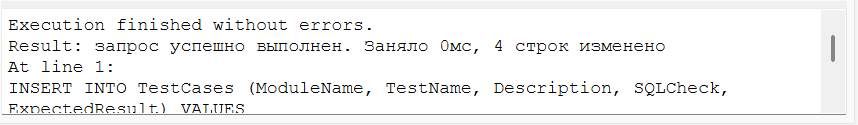 Execution finished without errors.
Result: запрос успешно выполнен. Заняло 0мс, 4 строк изменено
At line 1:
INSERT INTO TestCases (ModuleName, TestName, Description, SQLCheck,
ExpectedResult) VALUES